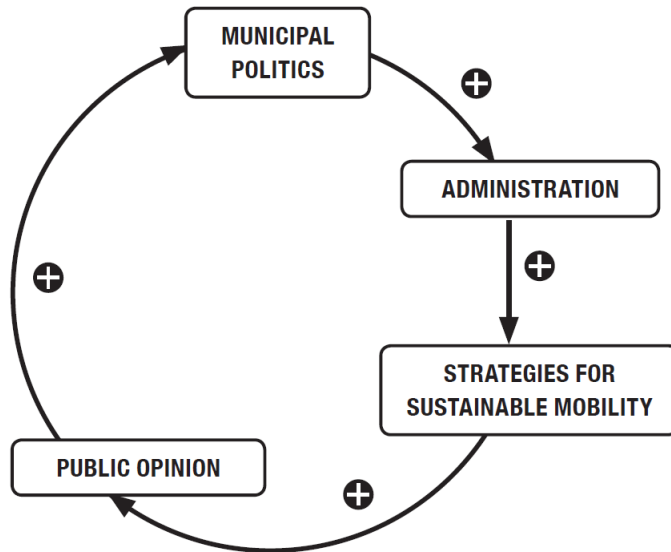 MUNICIPAL
POLITICS
ADMINISTRATION
STRATEGIES FOR
SUSTAINABLE MOBILITY
PUBLIC OPINION